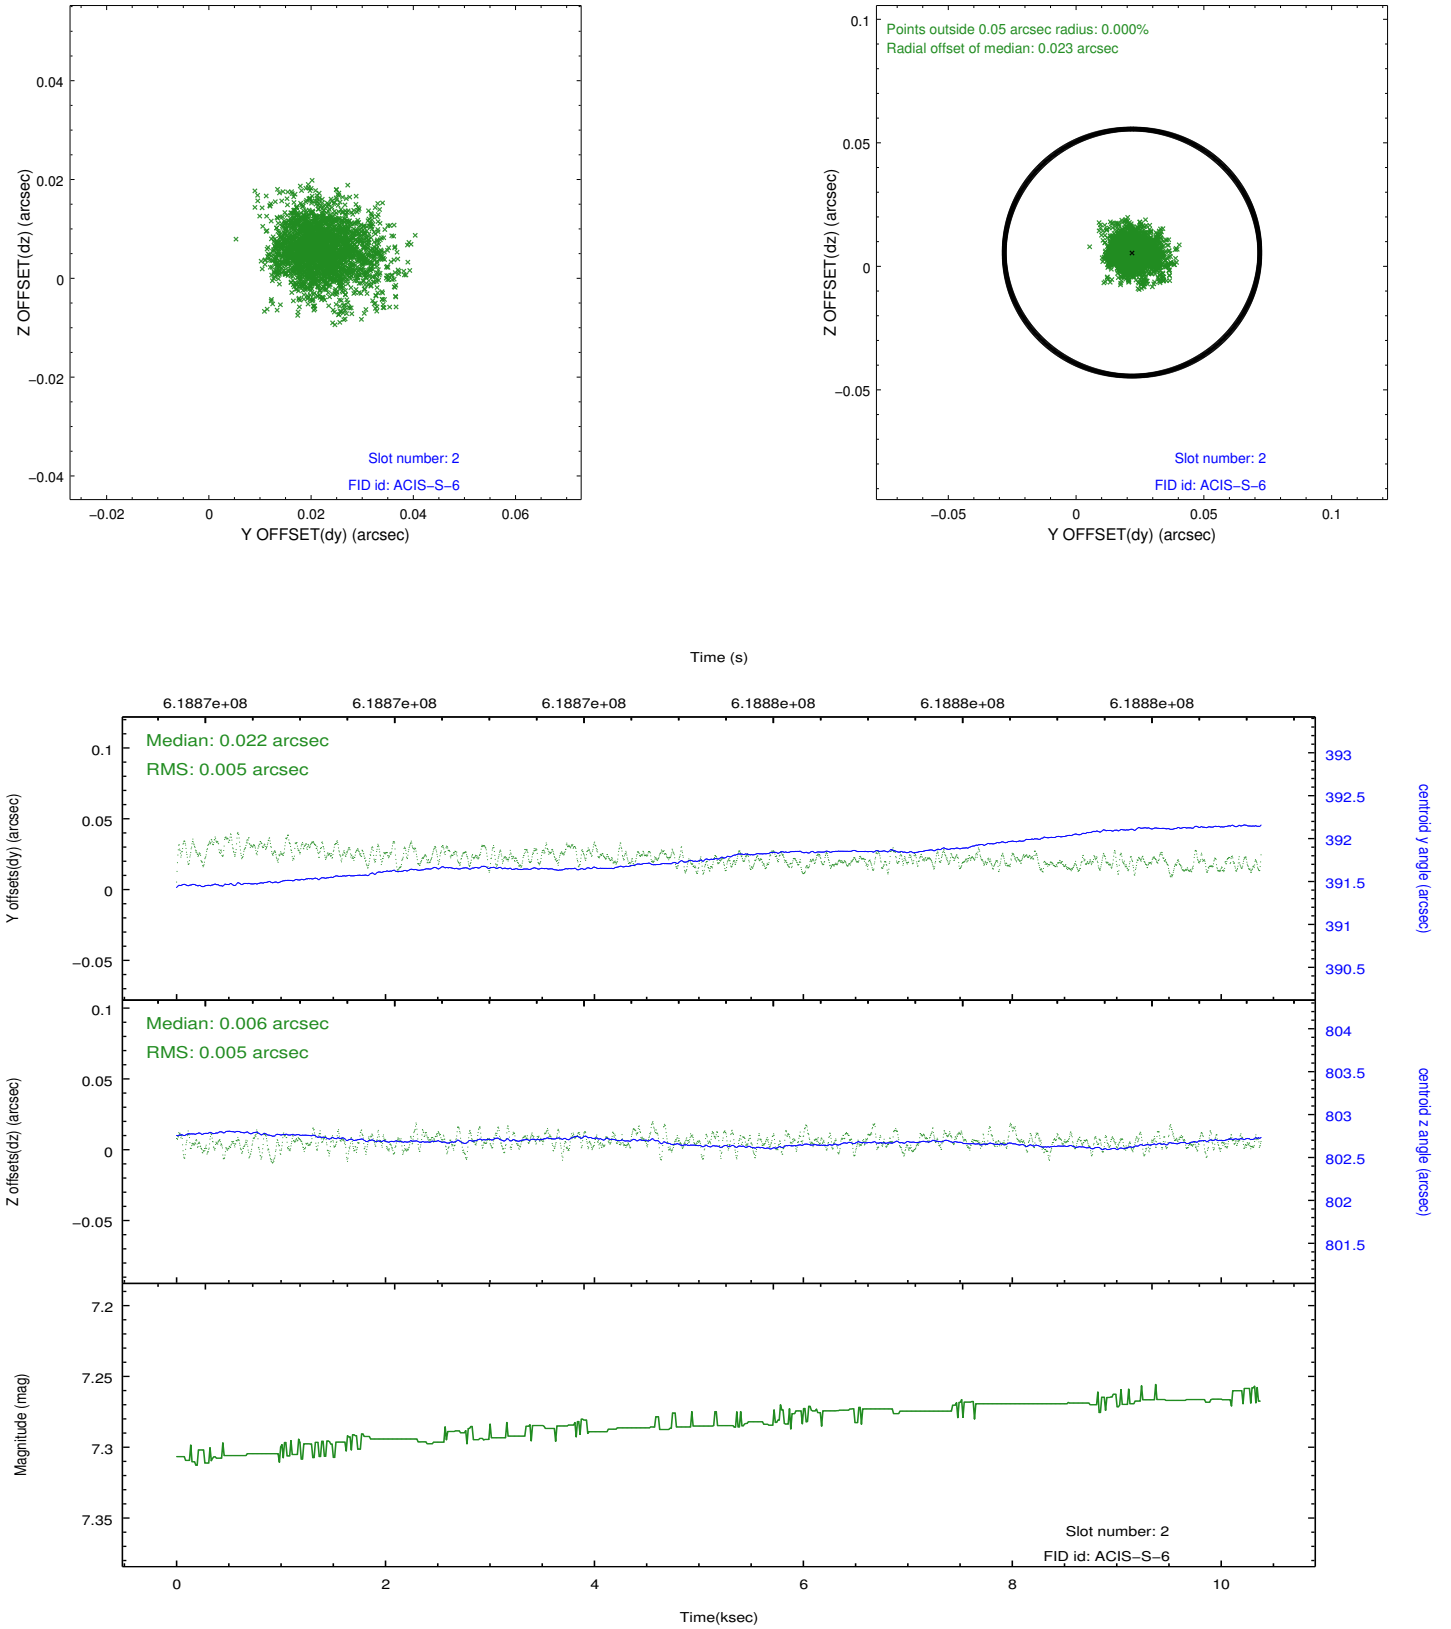 0.04
0.02
0
−0.02
−0.04
Z OFFSET(dz) (arcsec)
Slot number: 2
FID id: ACIS−S−6
−0.02
0
0.02
0.04
0.06
Y OFFSET(dy) (arcsec)
Points outside 0.05 arcsec radius: 0.000%
Radial offset of median: 0.023 arcsec
0.1
0.05
0
−0.05
Z OFFSET(dz) (arcsec)
Slot number: 2
FID id: ACIS−S−6
−0.05
0
0.05
0.1
Y OFFSET(dy) (arcsec)
Time (s)
6.1887e+08
6.1887e+08
6.1887e+08
6.1888e+08
6.1888e+08
6.1888e+08
Median: 0.022 arcsec
RMS: 0.005 arcsec
0.1
0.05
0
−0.05
Y offsets(dy) (arcsec)
393
392.5
392
391.5
391
390.5
centroid y angle (arcsec)
Median: 0.006 arcsec
RMS: 0.005 arcsec
0.1
0.05
0
−0.05
Z offsets(dz) (arcsec)
804
803.5
803
802.5
802
801.5
centroid z angle (arcsec)
7.2
7.25
7.3
7.35
Magnitude (mag)
Slot number: 2
FID id: ACIS−S−6
0
2
4
6
8
10
Time(ksec)